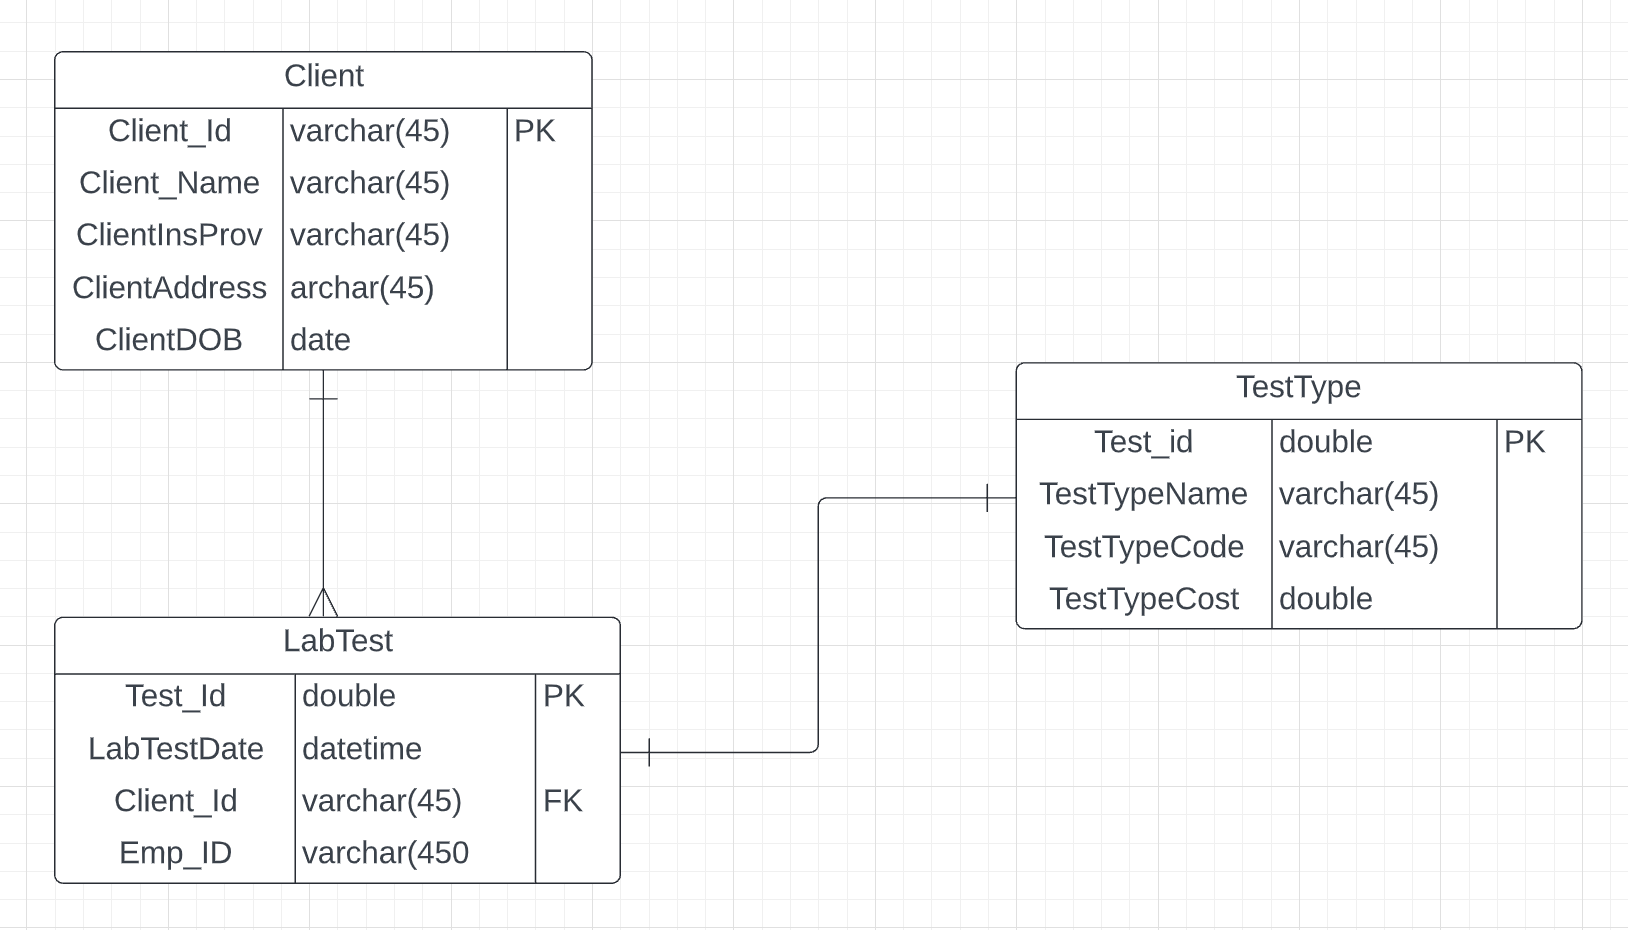 Client
Client_Id varchar(45) PK
Client_Name varchar(45)
ClientInsProv varchar(45)
ClientAddress archar(45)
ClientDOB date
TestType
Test_id double PK
TestTypeName varchar(45)
TestTypeCode varchar(45)
TestTypeCost double
LabTest
Test_Id double PK
LabTestDate datetime
Client_Id varchar(45) FK
Emp_ID varchar(450